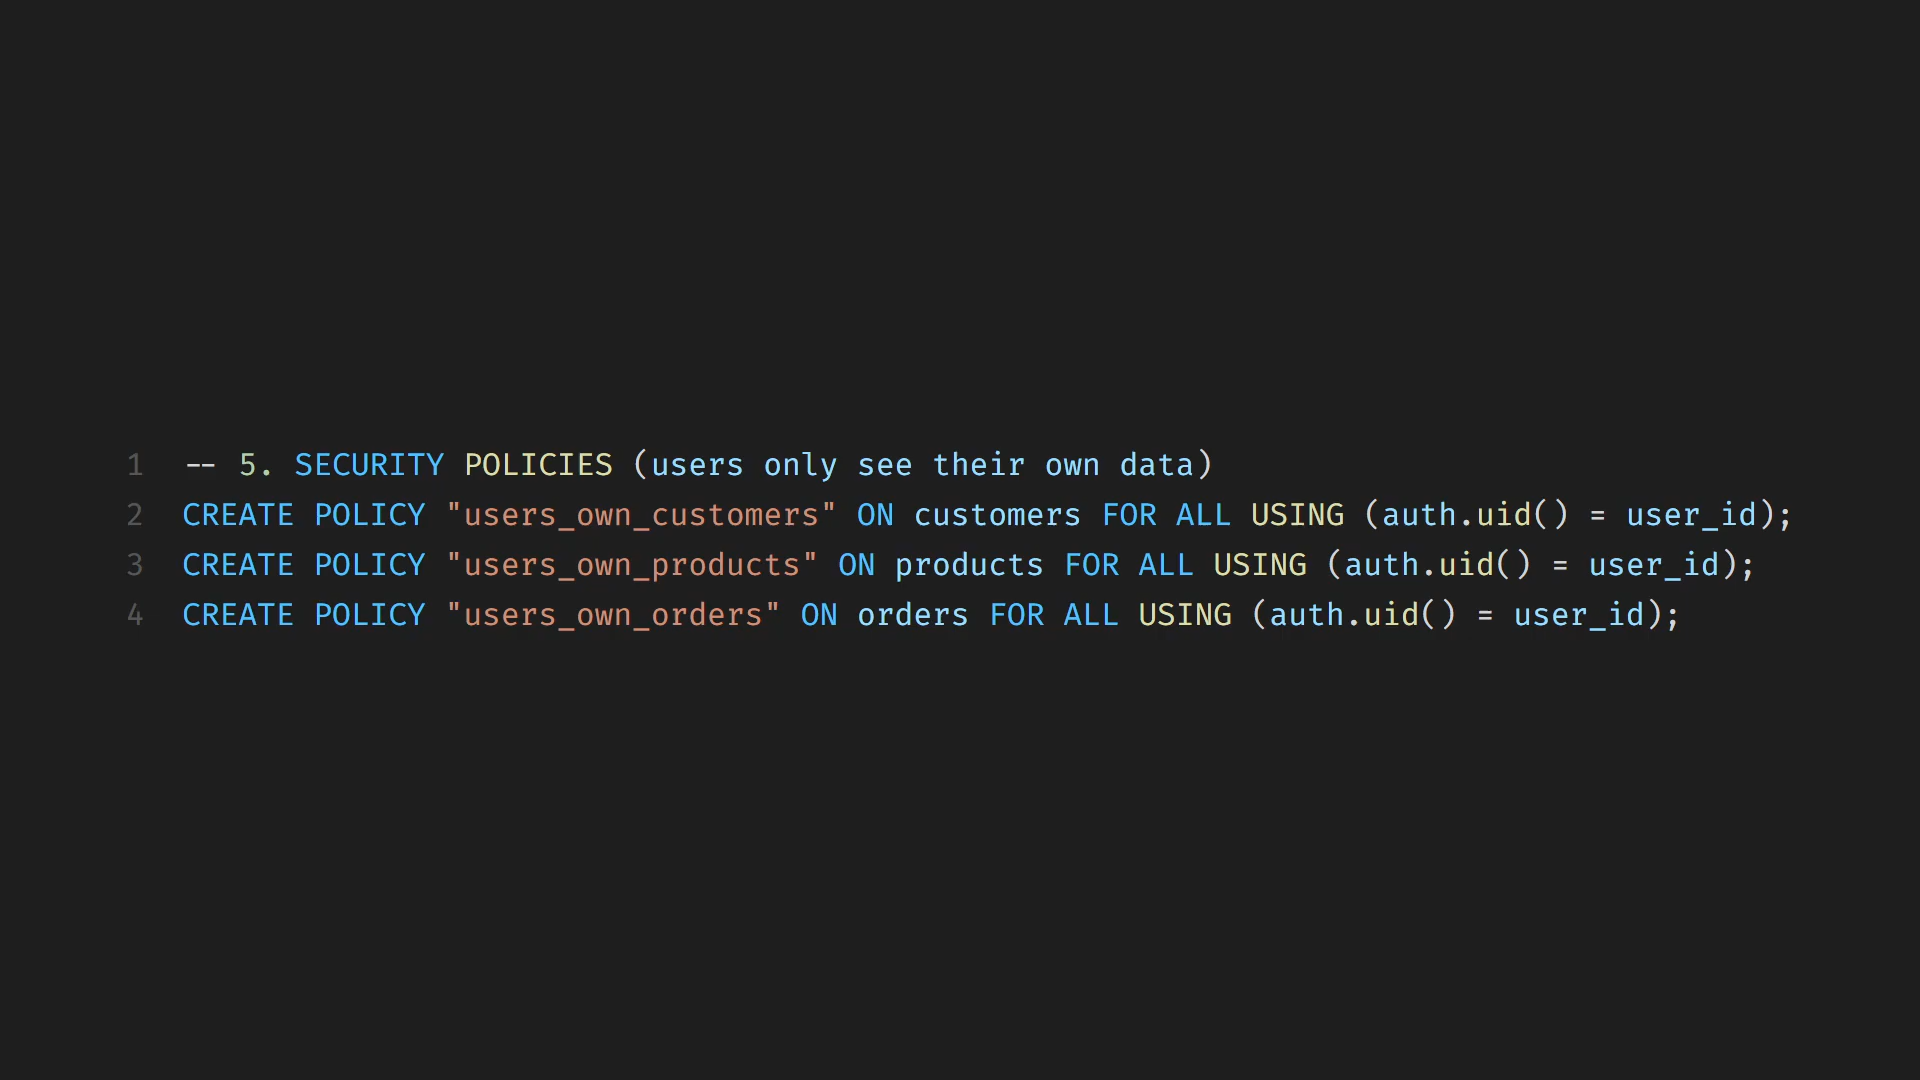 1 -- 5. SECURITY POLICIES (users only see their own data)
2 CREATE POLICY "users_own_customers" ON customers FOR ALL USING (auth.uid() = user_id);
3 CREATE POLICY "users_own_products" ON products FOR ALL USING (auth.uid() = user_id);
4 CREATE POLICY "users_own_orders" ON orders FOR ALL USING (auth.uid() = user_id);